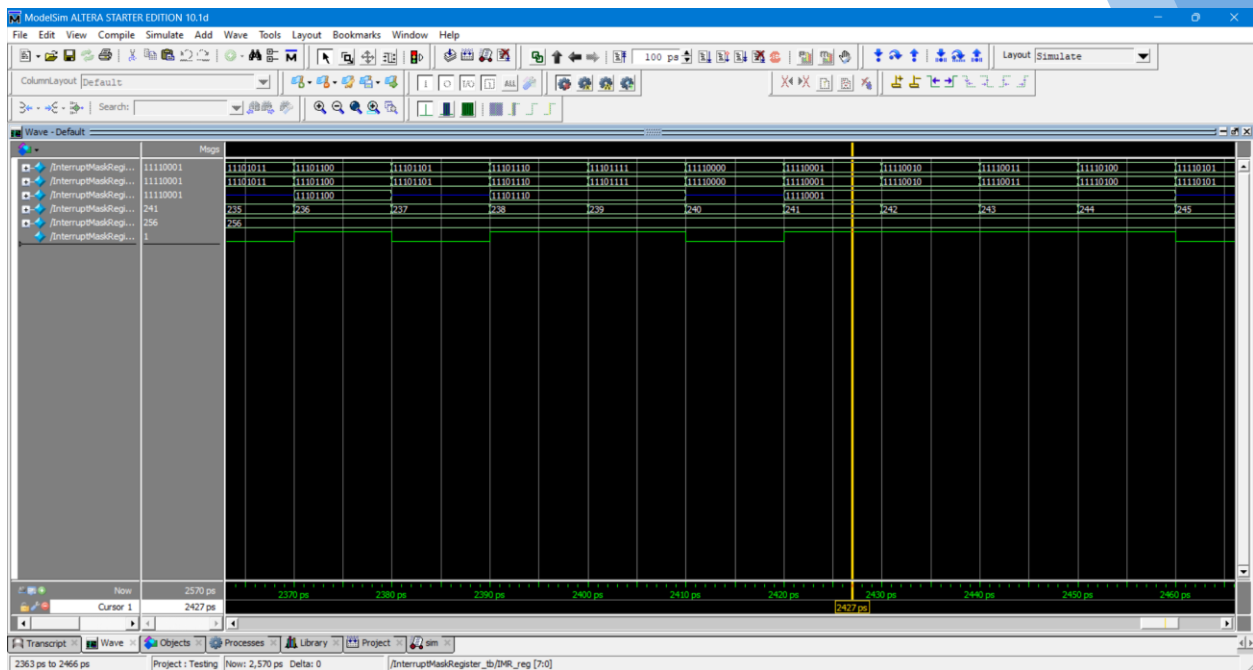 ModelSim ALTERA STARTER EDITION 10.1d
File Edit View Compile Simulate Add Wave Tools Layout Bookmarks Window Help
100 ps Layout Simulate
ColumnLayout Default
Search:
Wave - Default
Msgs
/InterruptMaskRegi... 11110001 11101011 11101100 11101101 11101110 11101111 11110000 11110001 11110010 11110011 11110100 11110101
/InterruptMaskRegi... 11110001 11101011 11101100 11101101 11101110 11101111 11110000 11110001 11110010 11110011 11110100 11110101
/InterruptMaskRegi... 11110001 11101100 11101110 11110001
/InterruptMaskRegi... 241 235 236 237 238 239 240 241 242 243 244 245
/InterruptMaskRegi... 256 256
/InterruptMaskRegi... 1
Now 2570 ps 2370 ps 2380 ps 2390 ps 2400 ps 2410 ps 2420 ps 2430 ps 2440 ps 2450 ps 2460 ps
Cursor 1 2427 ps 2427 ps
Transcript Wave Objects Processes Library Project sim
2363 ps to 2466 ps Project : Testing Now: 2,570 ps Delta: 0 /InterruptMaskRegister_tb/IMR_reg [7:0]